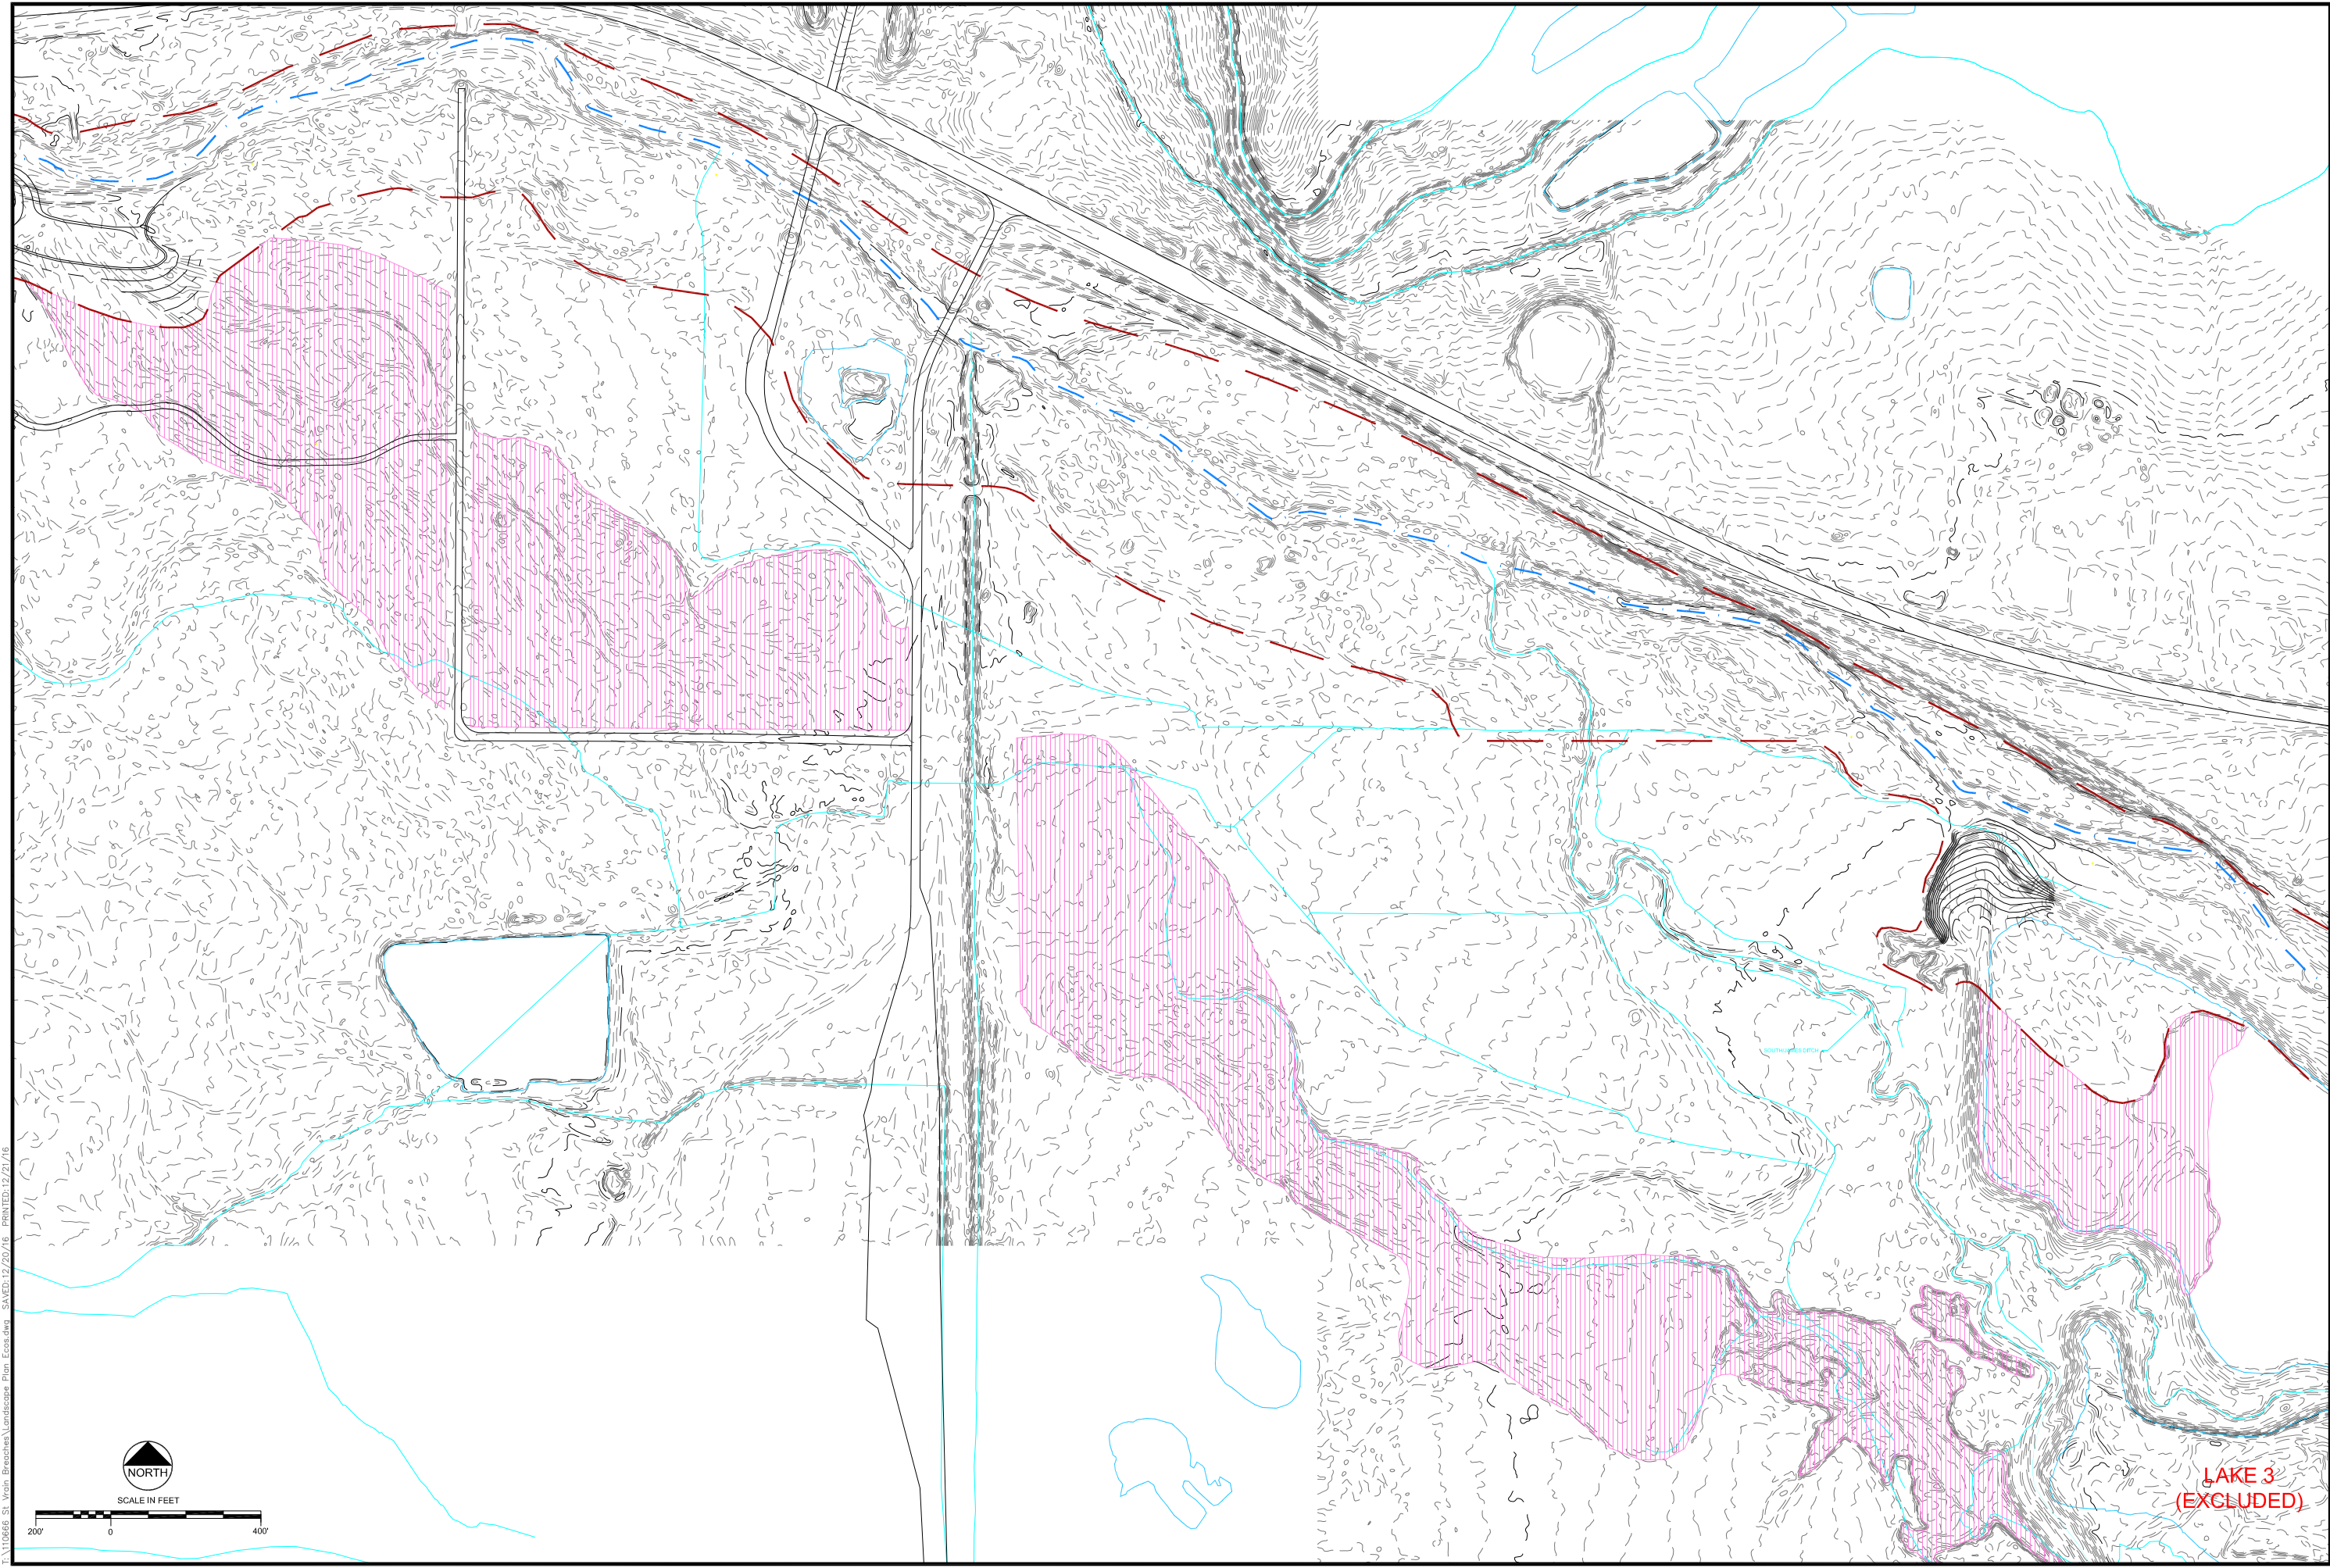 T:\110666 St Vrain Breaches\Landscape Plan Ecos.dwg SAVED:12/20/16 PRINTED:12/21/16
NORTH
SCALE IN FEET
200' 0 400'
LAKE 3
(EXCLUDED)